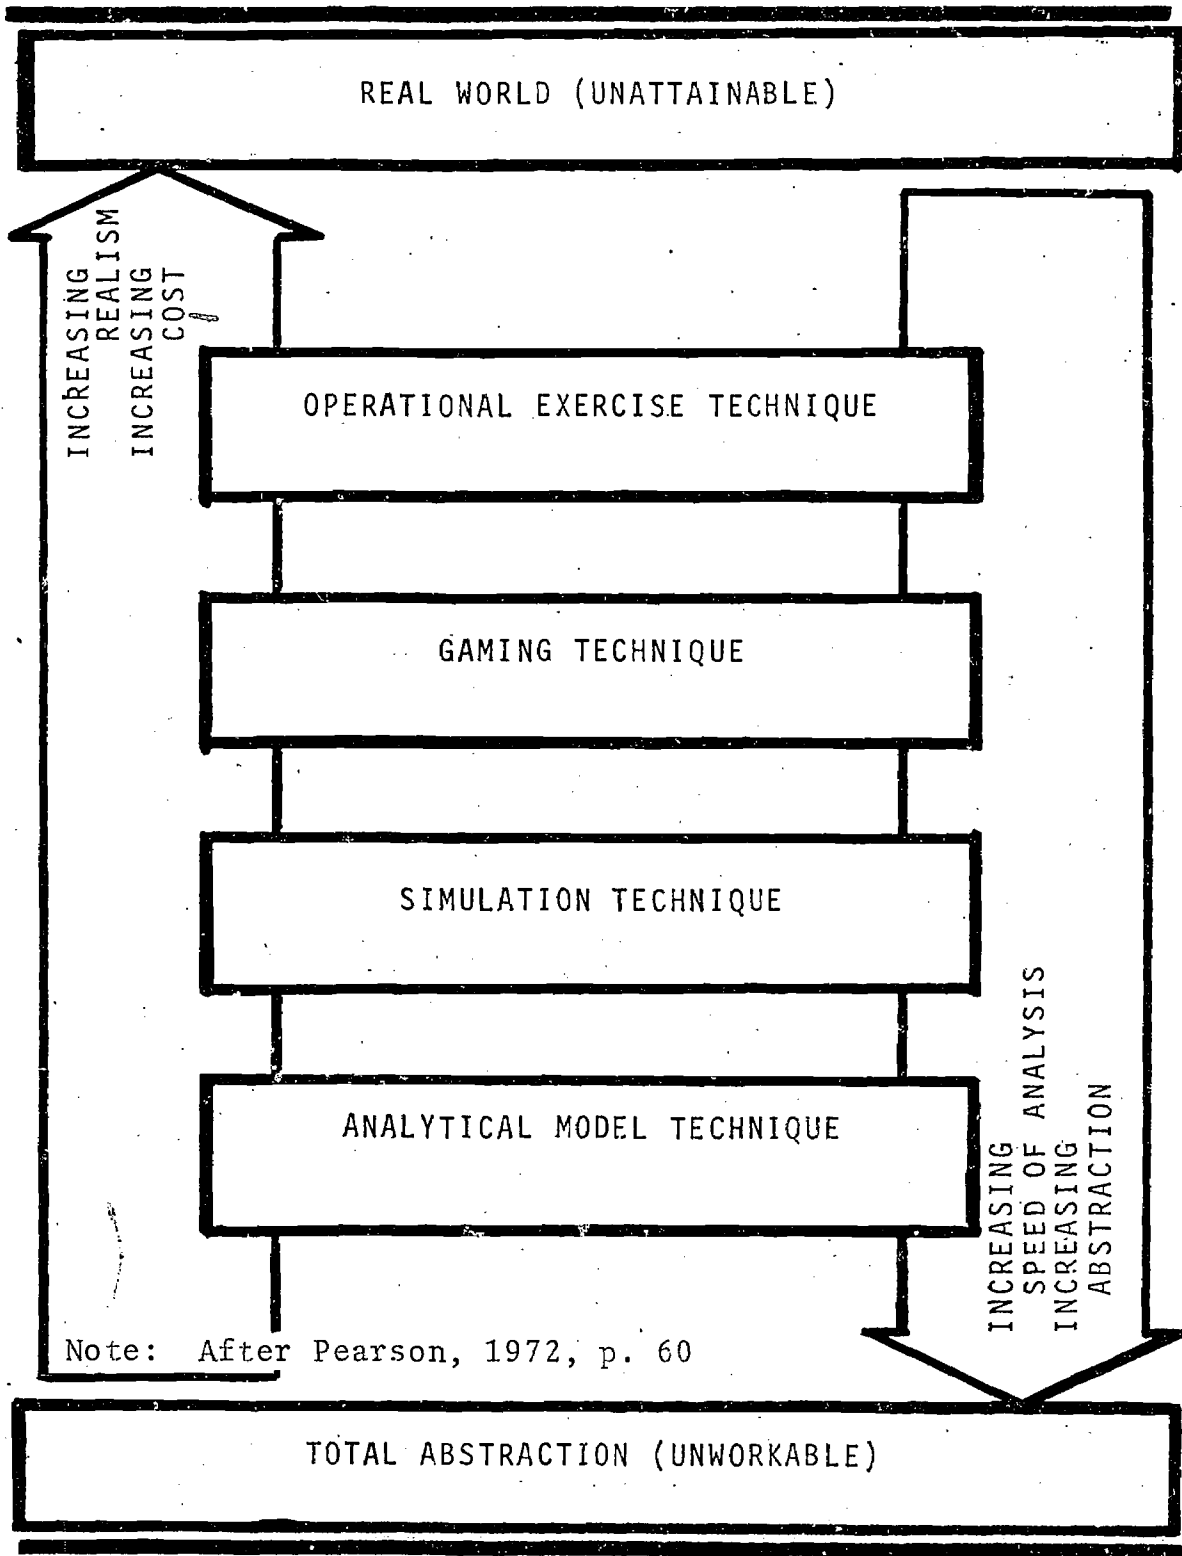 REAL WORLD (UNATTAINABLE)
INCREASING
REALISM
INCREASING
COST
OPERATIONAL EXERCISE TECHNIQUE
GAMING TECHNIQUE
SIMULATION TECHNIQUE
ANALYTICAL MODEL TECHNIQUE
INCREASING
SPEED OF ANALYSIS
INCREASING
ABSTRACTION
Note: After Pearson, 1972, p. 60
TOTAL ABSTRACTION (UNWORKABLE)